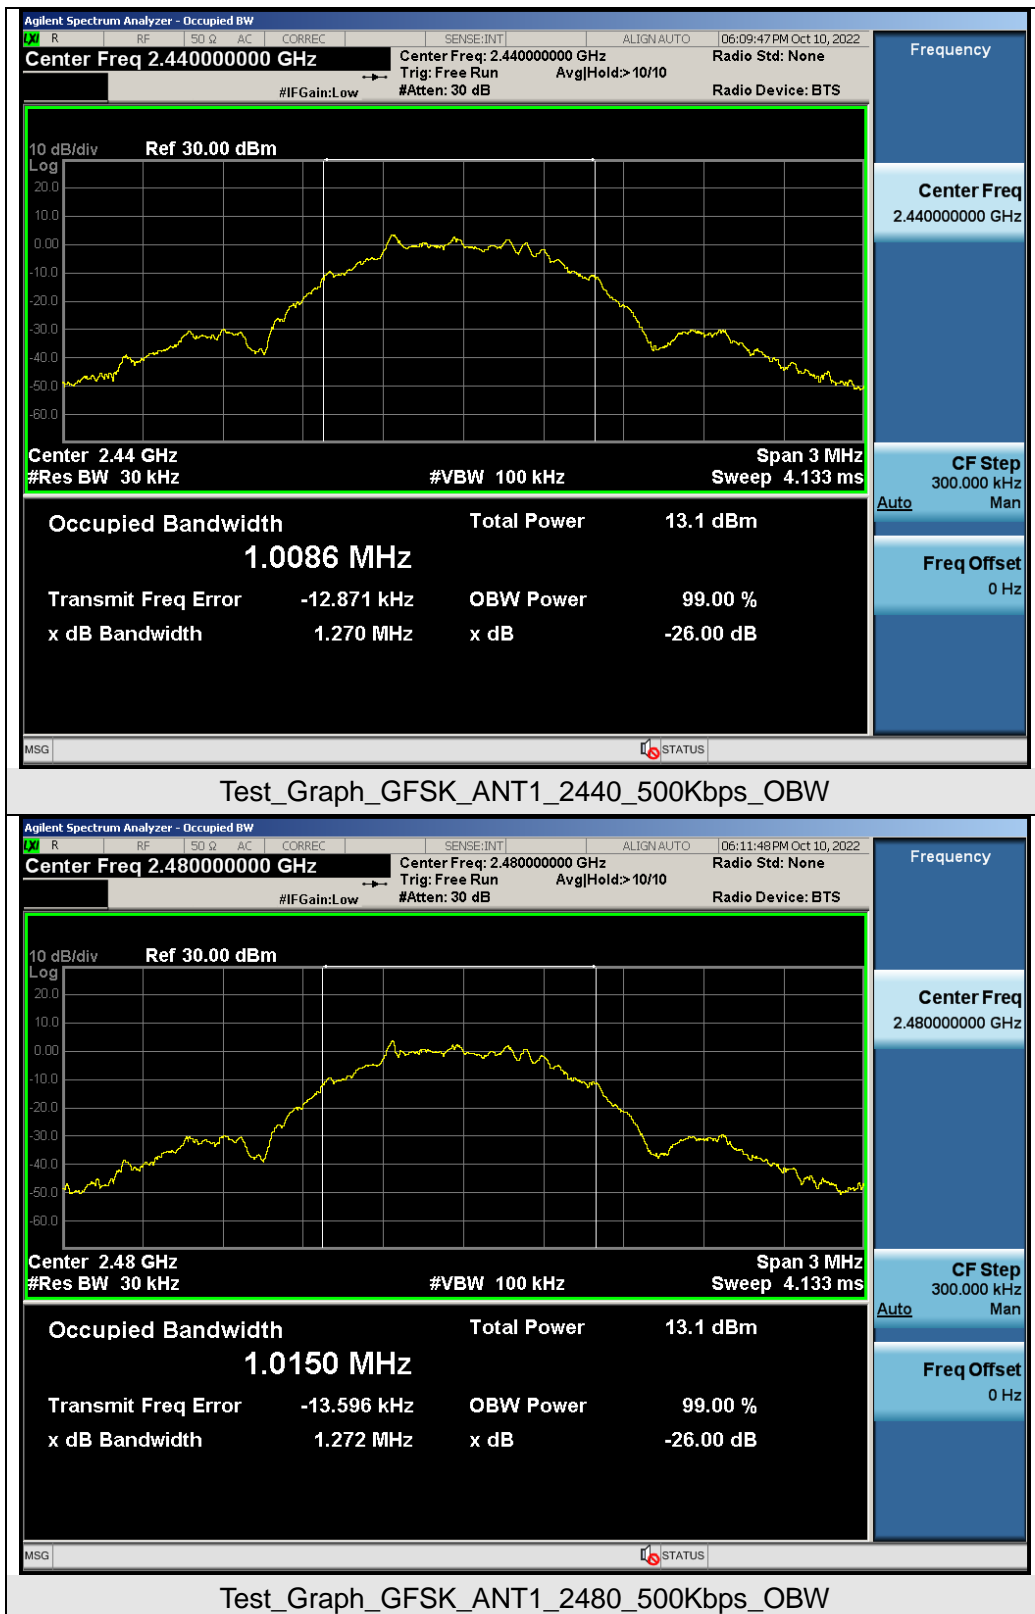 Agilent Spectrum Analyzer - Occupied BW
LXI R RF 50 Ω AC CORREC SENSE:INT ALIGN AUTO 06:09:47 PM Oct 10, 2022
Center Freq 2.440000000 GHz Center Freq: 2.440000000 GHz Radio Std: None
Trig: Free Run Avg|Hold:> 10/10
#IFGain:Low #Atten: 30 dB Radio Device: BTS
Frequency
10 dB/div Ref 30.00 dBm
Log
20.0
10.0
0.00
-10.0
-20.0
-30.0
-40.0
-50.0
-60.0
Center 2.44 GHz Span 3 MHz
#Res BW 30 kHz #VBW 100 kHz Sweep 4.133 ms
Center Freq
2.440000000 GHz
CF Step
300.000 kHz
Auto Man
Freq Offset
0 Hz
Occupied Bandwidth Total Power 13.1 dBm
1.0086 MHz
Transmit Freq Error -12.871 kHz OBW Power 99.00 %
x dB Bandwidth 1.270 MHz x dB -26.00 dB
MSG STATUS
Test_Graph_GFSK_ANT1_2440_500Kbps_OBW
Agilent Spectrum Analyzer - Occupied BW
LXI R RF 50 Ω AC CORREC SENSE:INT ALIGN AUTO 06:11:48 PM Oct 10, 2022
Center Freq 2.480000000 GHz Center Freq: 2.480000000 GHz Radio Std: None
Trig: Free Run Avg|Hold:> 10/10
#IFGain:Low #Atten: 30 dB Radio Device: BTS
Frequency
10 dB/div Ref 30.00 dBm
Log
20.0
10.0
0.00
-10.0
-20.0
-30.0
-40.0
-50.0
-60.0
Center 2.48 GHz Span 3 MHz
#Res BW 30 kHz #VBW 100 kHz Sweep 4.133 ms
Center Freq
2.480000000 GHz
CF Step
300.000 kHz
Auto Man
Freq Offset
0 Hz
Occupied Bandwidth Total Power 13.1 dBm
1.0150 MHz
Transmit Freq Error -13.596 kHz OBW Power 99.00 %
x dB Bandwidth 1.272 MHz x dB -26.00 dB
MSG STATUS
Test_Graph_GFSK_ANT1_2480_500Kbps_OBW